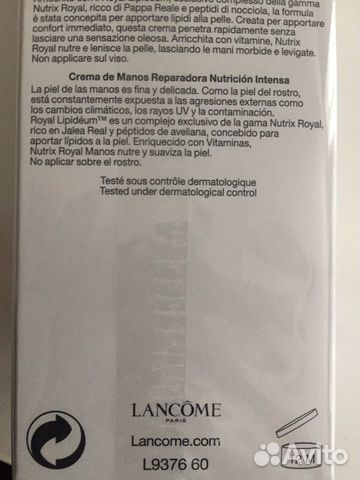 Nutrix Royal, ricco di Pappa Reale e peptidi di nocciola, la formula
è stata concepita per apportare lipidi alla pelle. Creata per apportare
confort immediato, questa crema penetra rapidamente senza
lasciare una sensazione oleosa. Arricchita con vitamine, Nutrix
Royal nutre e lenisce la pelle, lasciando le mani morbide e levigate.
Non applicare sul viso.
Crema de Manos Reparadora Nutrición Intensa
La piel de las manos es fina y delicada. Como la piel del rostro,
está constantemente expuesta a las agresiones externas como
los cambios climáticos, los rayos UV y la contaminación.
Royal Lipidéum™ es un complejo exclusivo de la gama Nutrix Royal,
rico en Jalea Real y péptidos de avellana, concebido para
aportar lípidos a la piel. Enriquecido con Vitaminas,
Nutrix Royal Manos nutre y suaviza la piel.
No aplicar sobre el rostro.
Testé sous contrôle dermatologique
Tested under dermatological control
LANCÔME
PARIS
Lancome.com
L9376 60
12M
Avito